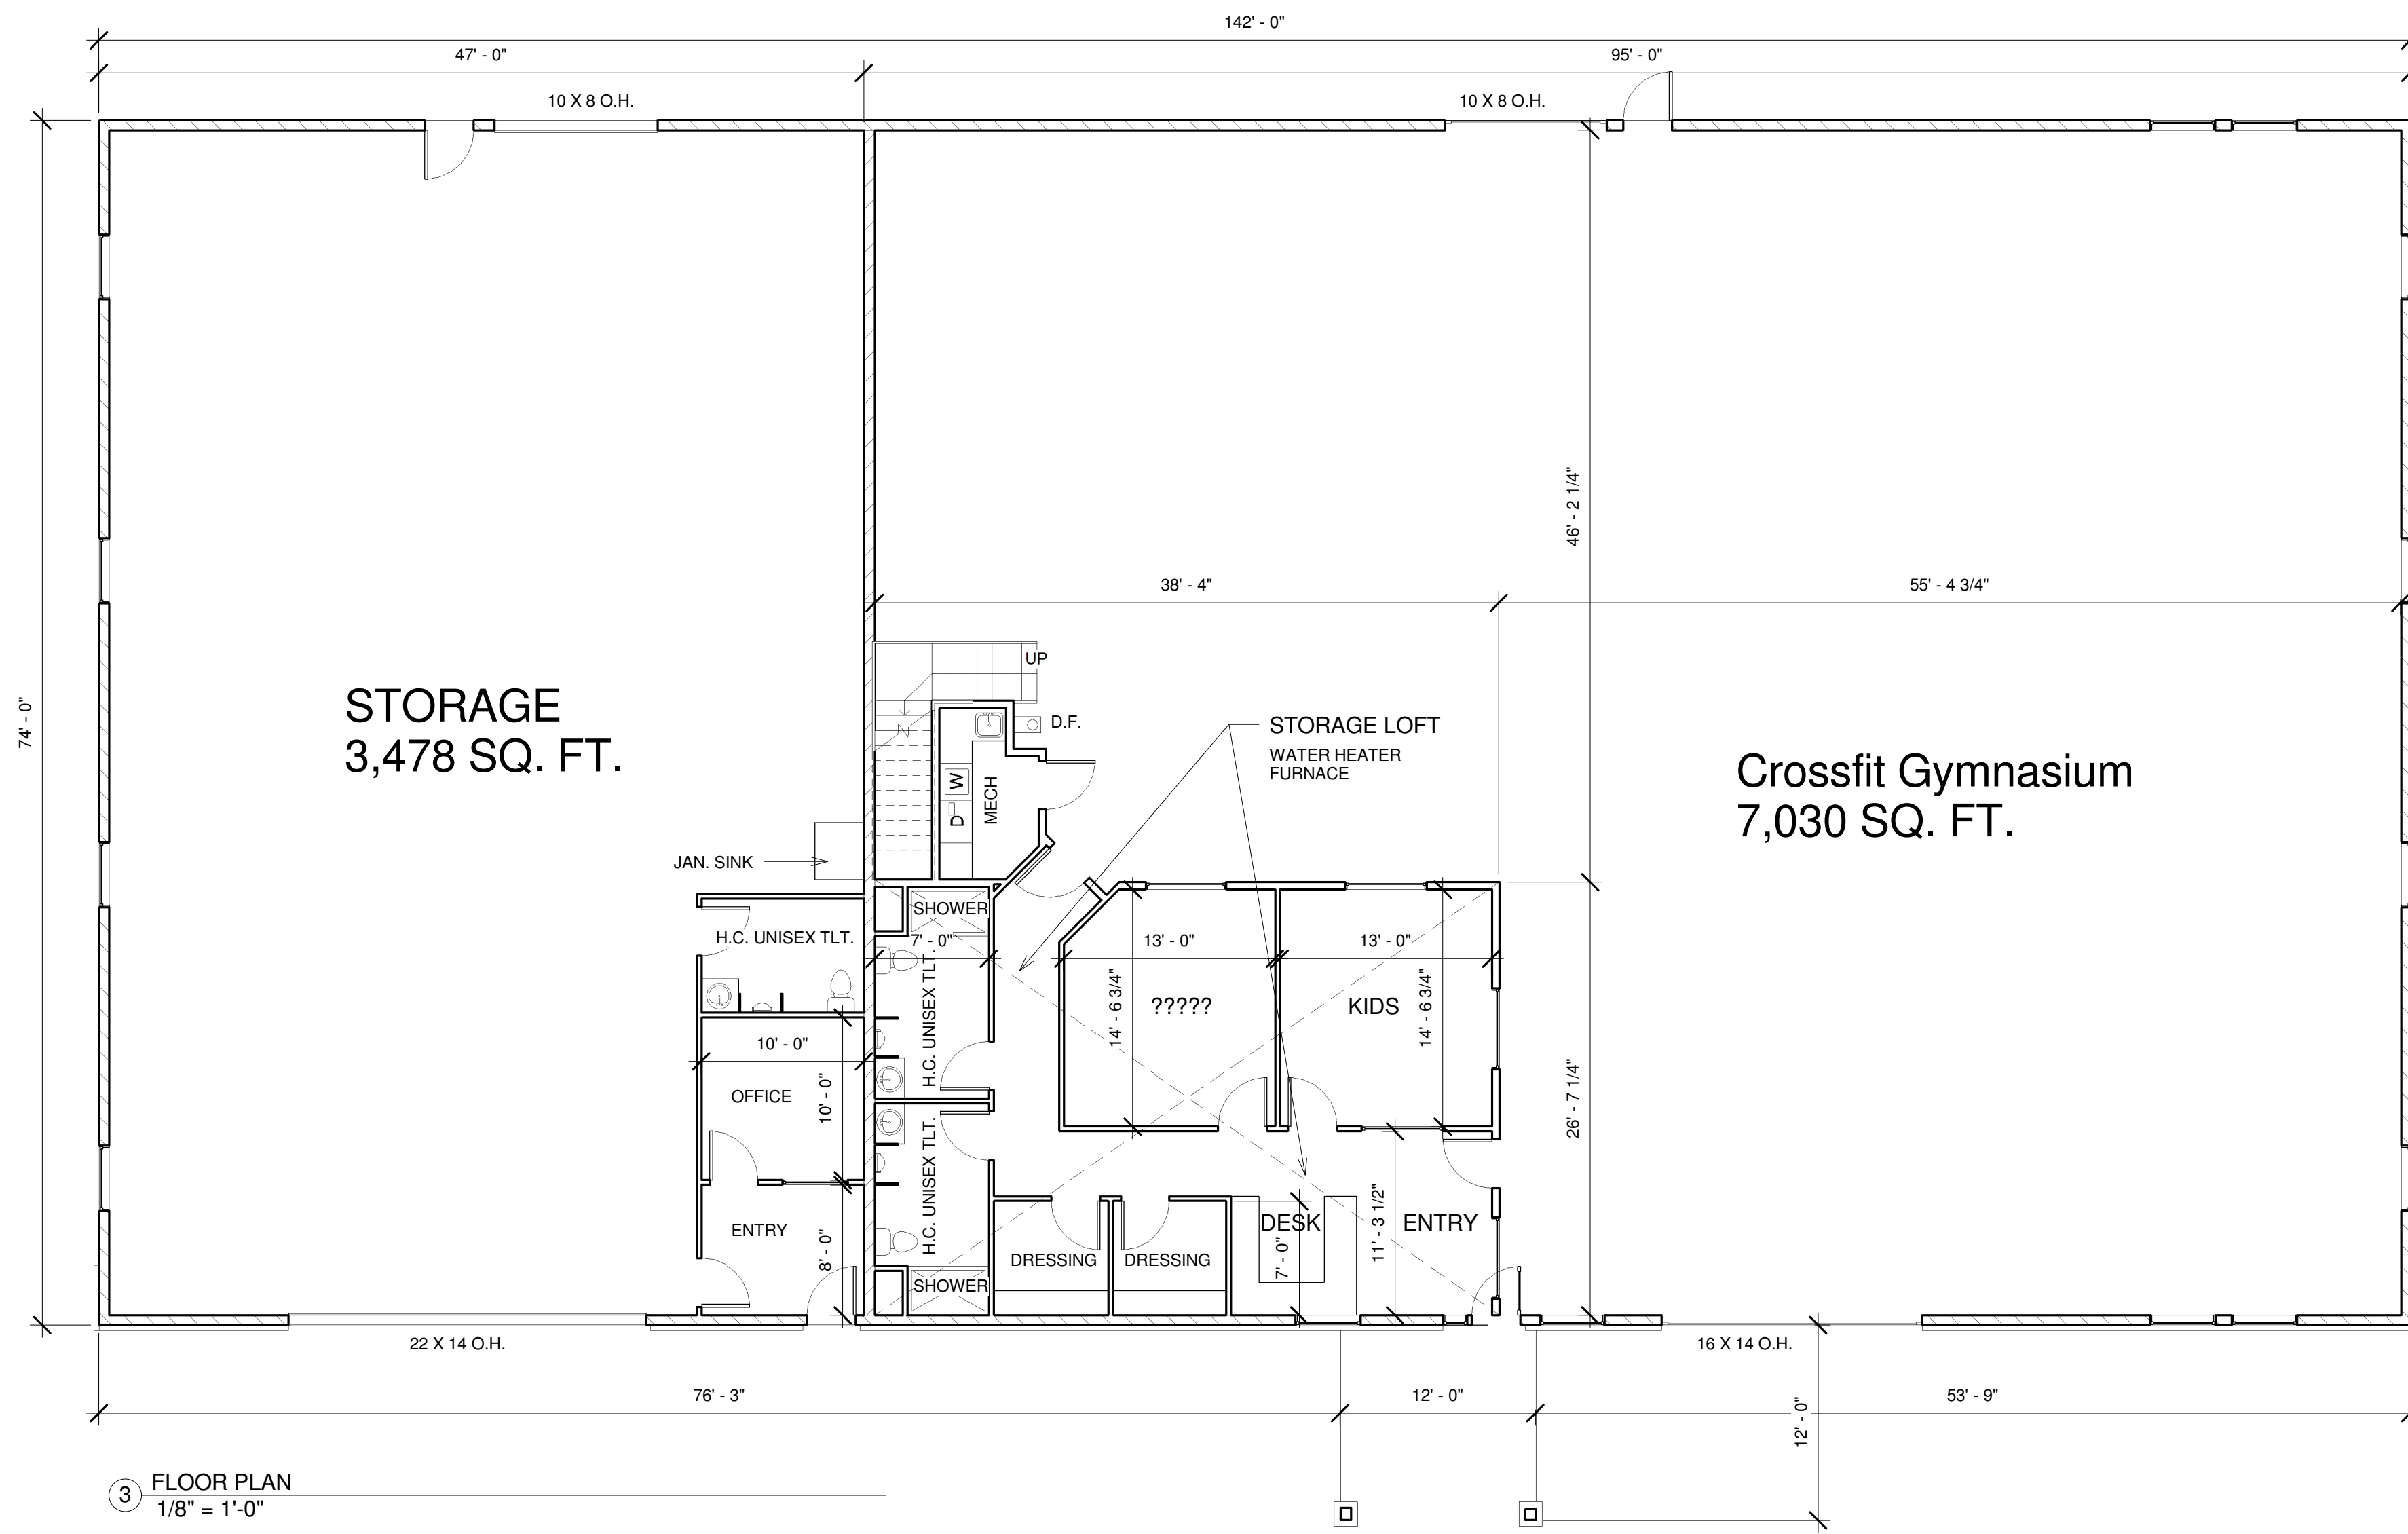 142' - 0"
47' - 0"
95' - 0"
10 X 8 O.H.
10 X 8 O.H.
46' - 2 1/4"
38' - 4"
55' - 4 3/4"
74' - 0"
UP
STORAGE
3,478 SQ. FT.
D.F.
STORAGE LOFT
WATER HEATER
FURNACE
Crossfit Gymnasium
7,030 SQ. FT.
W
D
MECH
JAN. SINK
SHOWER
H.C. UNISEX TLT.
7' - 0"
13' - 0"
13' - 0"
H.C. UNISEX TLT.
14' - 6 3/4"
?????
KIDS
14' - 6 3/4"
10' - 0"
OFFICE
10' - 0"
26' - 7 1/4"
H.C. UNISEX TLT.
ENTRY
8' - 0"
DRESSING
DRESSING
DESK
7' - 0"
11' - 3 1/2"
ENTRY
SHOWER
22 X 14 O.H.
16 X 14 O.H.
76' - 3"
12' - 0"
53' - 9"
12' - 0"
3
FLOOR PLAN
1/8" = 1'-0"